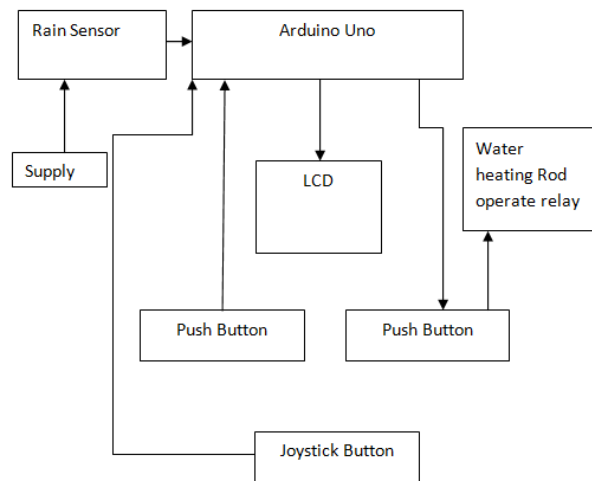 Rain Sensor
Arduino Uno
Supply
LCD
Water
heating Rod
operate relay
Push Button
Push Button
Joystick Button